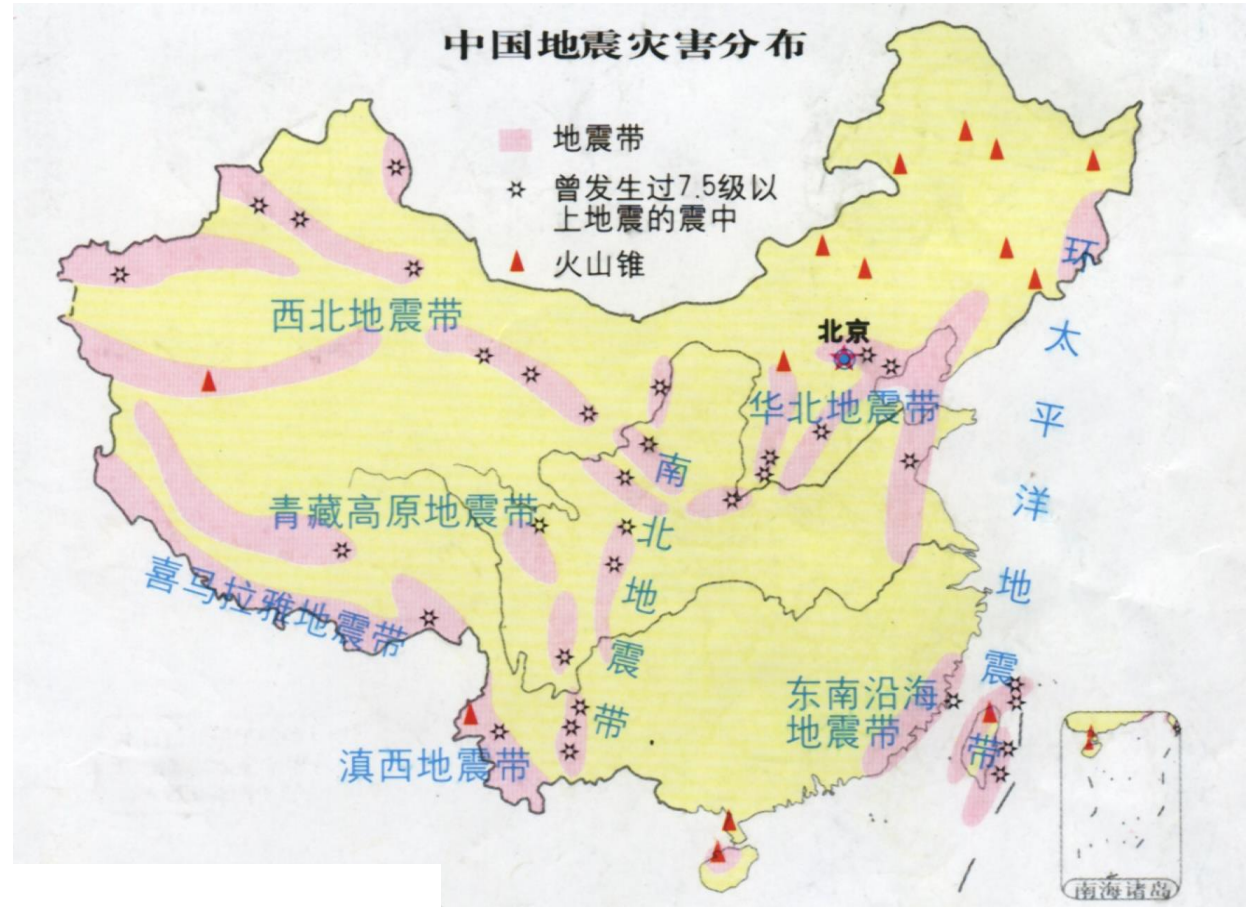 中国地震灾害分布
地震带
曾发生过7.5级以
上地震的震中
火山锥
西北地震带
北京
华北地震带
环太平洋地震带
南北地震带
青藏高原地震带
喜马拉雅地震带
滇西地震带
东南沿海
地震带
南海诸岛